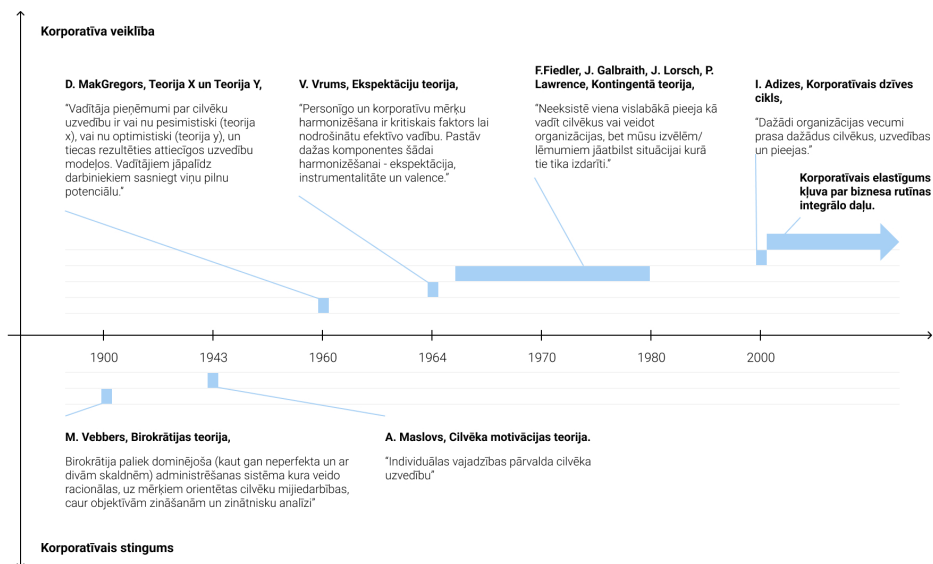 Korporatīva veiklība
D. MakGregors, Teorija X un Teorija Y,
"Vadītāja pieņēmumi par cilvēku
uzvedību ir vai nu pesimistiski (teorija
x), vai nu optimistiski (teorija y), un
tiecas rezultēties attiecīgos uzvedību
modeļos. Vadītājiem jāpalīdz
darbiniekiem sasniegt viņu pilnu
potenciālu."
V. Vrums, Ekspektāciju teorija,
"Personīgo un korporatīvu mērķu
harmonizēšana ir kritiskais faktors lai
nodrošinātu efektīvo vadību. Pastāv
dažas komponentes šādai
harmonizēšanai - ekspektācija,
instrumentalitāte un valence."
F.Fiedler, J. Galbraith, J. Lorsch, P.
Lawrence, Kontingentā teorija,
"Neeksistē viena vislabākā pieeja kā
vadīt cilvēkus vai veidot
organizācijas, bet mūsu izvēlēm/
lēmumiem jāatbilst situācijai kurā
tie tika izdarīti."
I. Adizes, Korporatīvais dzīves
cikls,
"Dažādi organizācijas vecumi
prasa dažādus cilvēkus, uzvedības
un pieejas."
Korporatīvais elastīgums
kļuva par biznesa rutīnas
integrālo daļu.
1900
1943
1960
1964
1970
1980
2000
M. Vebbers, Birokrātijas teorija,
Birokrātija paliek dominējoša (kaut gan neperfekta un ar
divām skaldnēm) administrēšanas sistēma kura veido
racionālas, uz mērķiem orientētas cilvēku mijiedarbības,
caur objektīvām zināšanām un zinātnisku analīzi"
A. Maslovs, Cilvēka motivācijas teorija.
"Individuālas vajadzības pārvalda cilvēka
uzvedību"
Korporatīvais stingums